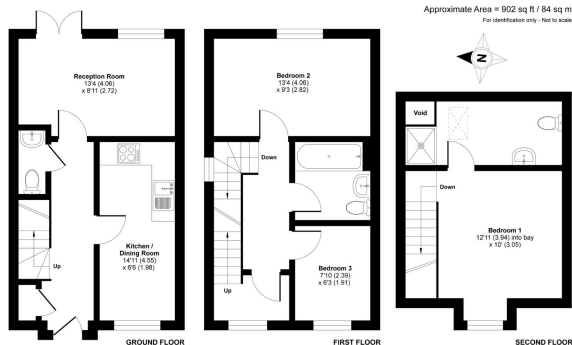 Approximate Area = 902 sq ft / 84 sq m
For identification only - Not to scale
N
Reception Room
13'4 (4.06)
x 8'11 (2.72)
Kitchen /
Dining Room
14'11 (4.55)
x 6'6 (1.98)
Up
GROUND FLOOR
Bedroom 2
13'4 (4.06)
x 9'3 (2.82)
Down
Bedroom 3
7'10 (2.39)
x 6'3 (1.91)
Up
FIRST FLOOR
Void
Down
Bedroom 1
12'11 (3.94) into bay
x 10' (3.05)
SECOND FLOOR